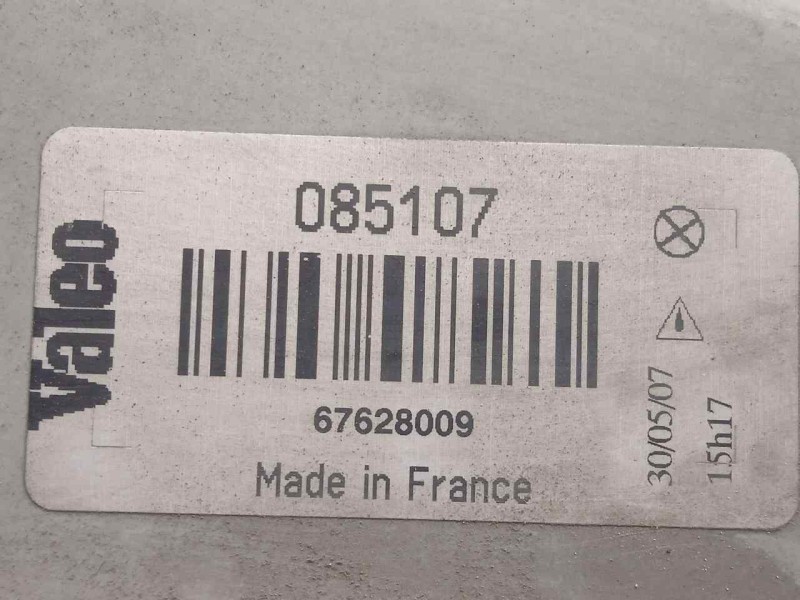 Valeo
085107
67628009
Made in France
30/05/07
15h17